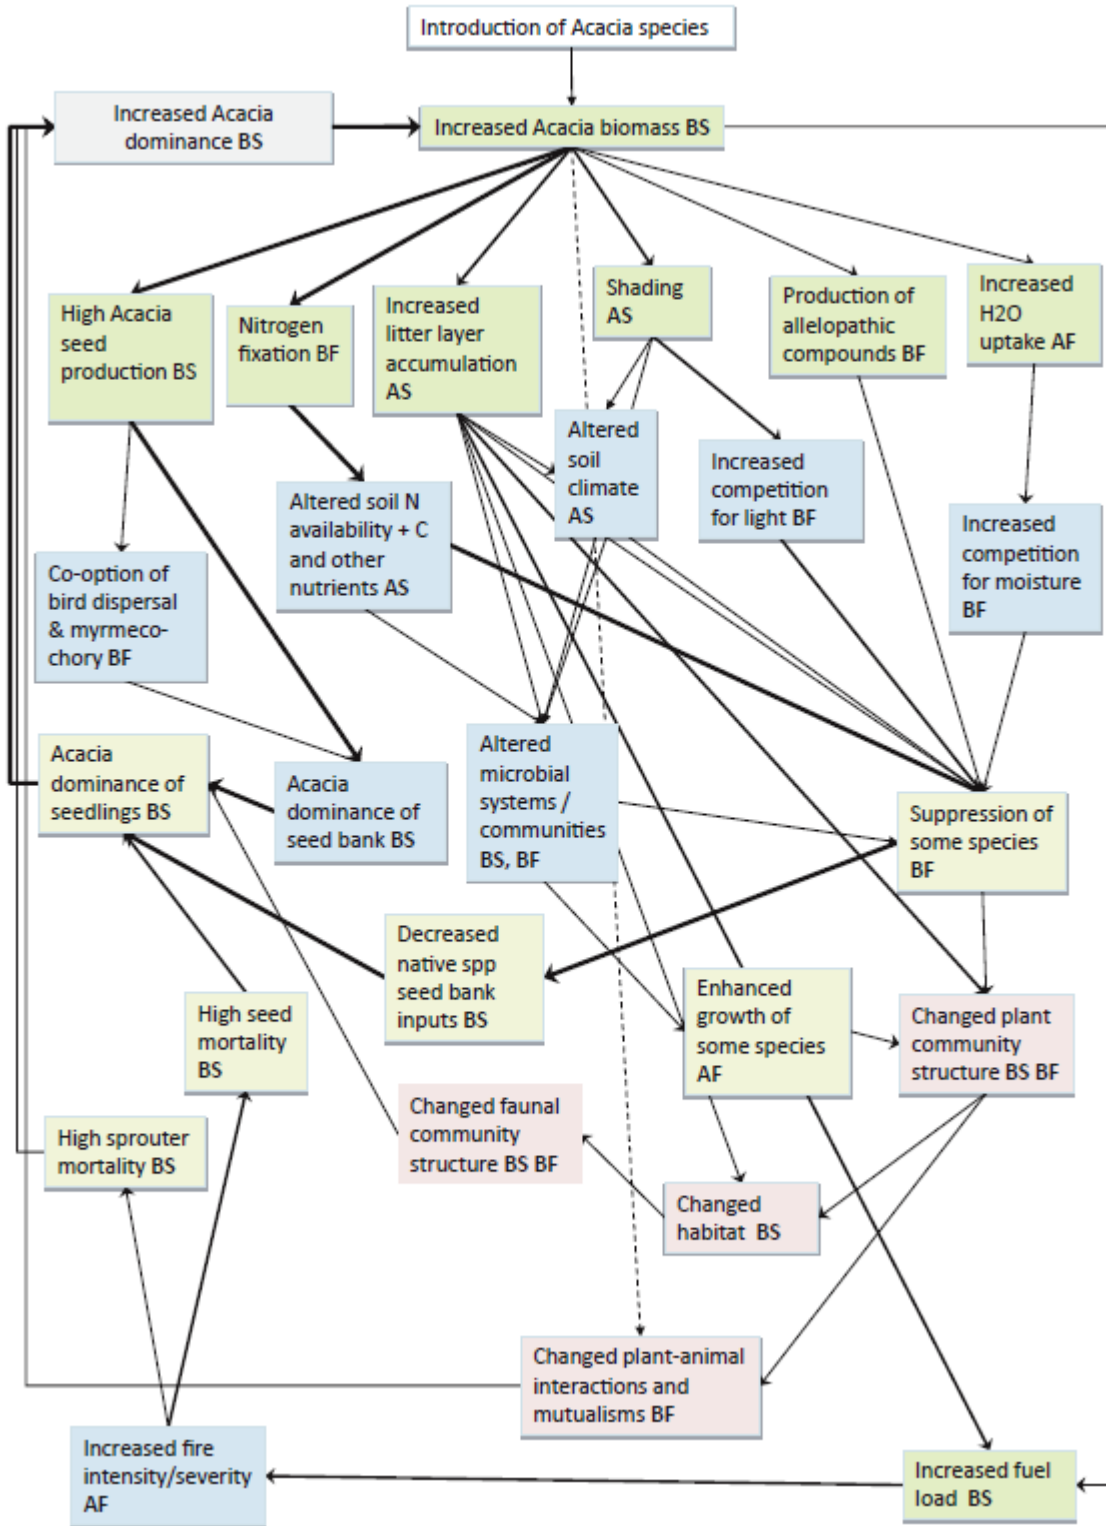 Introduction of Acacia species
Increased Acacia
dominance BS
Increased Acacia biomass BS
High Acacia
seed
production BS
Nitrogen
fixation BF
Increased
litter layer
accumulation
AS
Shading
AS
Production of
allelopathic
compounds BF
Increased
H2O
uptake AF
Altered soil N
availability + C
and other
nutrients AS
Altered
soil
climate
AS
Increased
competition
for light BF
Increased
competition
for moisture
BF
Co-option of
bird dispersal
& myrmeco-
chory BF
Acacia
dominance of
seedlings BS
Acacia
dominance of
seed bank BS
Altered
microbial
systems /
communities
BS, BF
Suppression of
some species
BF
Decreased
native spp
seed bank
inputs BS
High seed
mortality
BS
Enhanced
growth of
some species
AF
Changed plant
community
structure BS BF
High sprouter
mortality BS
Changed faunal
community
structure BS BF
Changed
habitat BS
Changed plant-animal
interactions and
mutualisms BF
Increased fire
intensity/severity
AF
Increased fuel
load BS